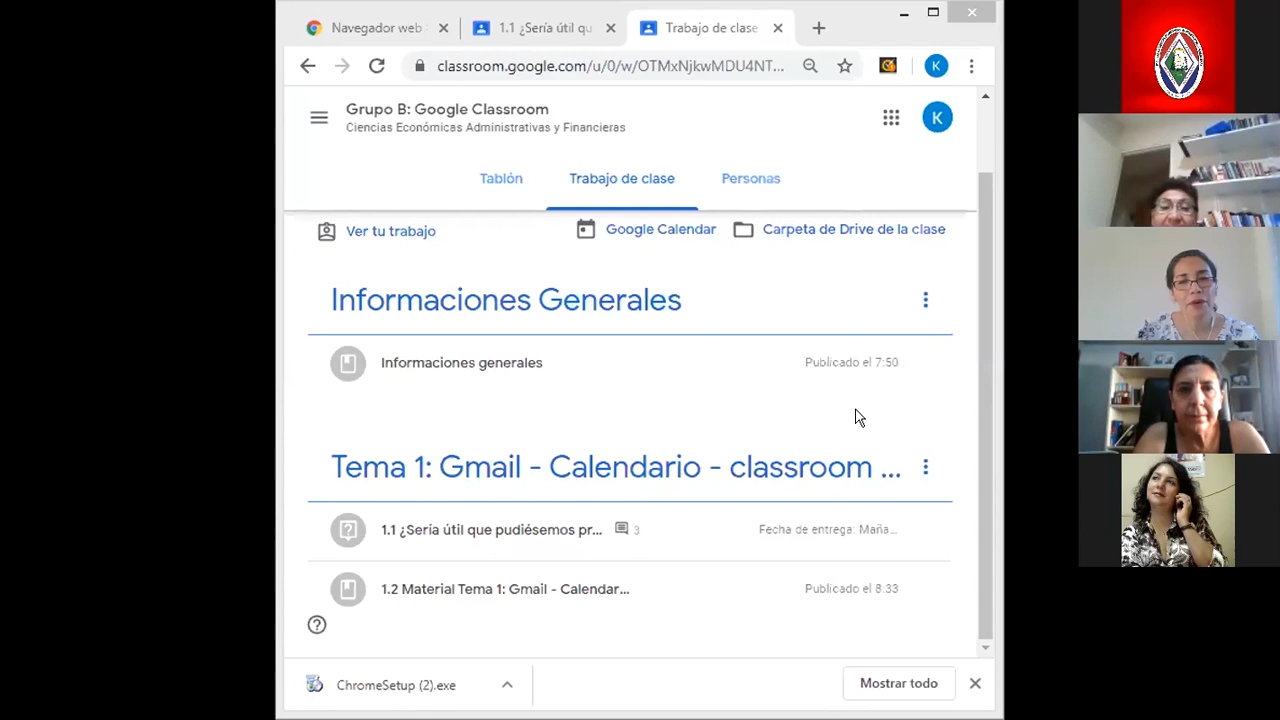 Navegador web
1.1 ¿Sería útil qu
Trabajo de clase
classroom.google.com/u/0/w/OTMxNjkwMDU4NT...
K
Grupo B: Google Classroom
Ciencias Económicas Administrativas y Financieras
K
Tablón
Trabajo de clase
Personas
Ver tu trabajo
Google Calendar
Carpeta de Drive de la clase
Informaciones Generales
Informaciones generales
Publicado el 7:50
Tema 1: Gmail - Calendario - classroom ...
1.1 ¿Sería útil que pudiésemos pr...
3
Fecha de entrega: Maña...
1.2 Material Tema 1: Gmail - Calendar...
Publicado el 8:33
ChromeSetup (2).exe
Mostrar todo